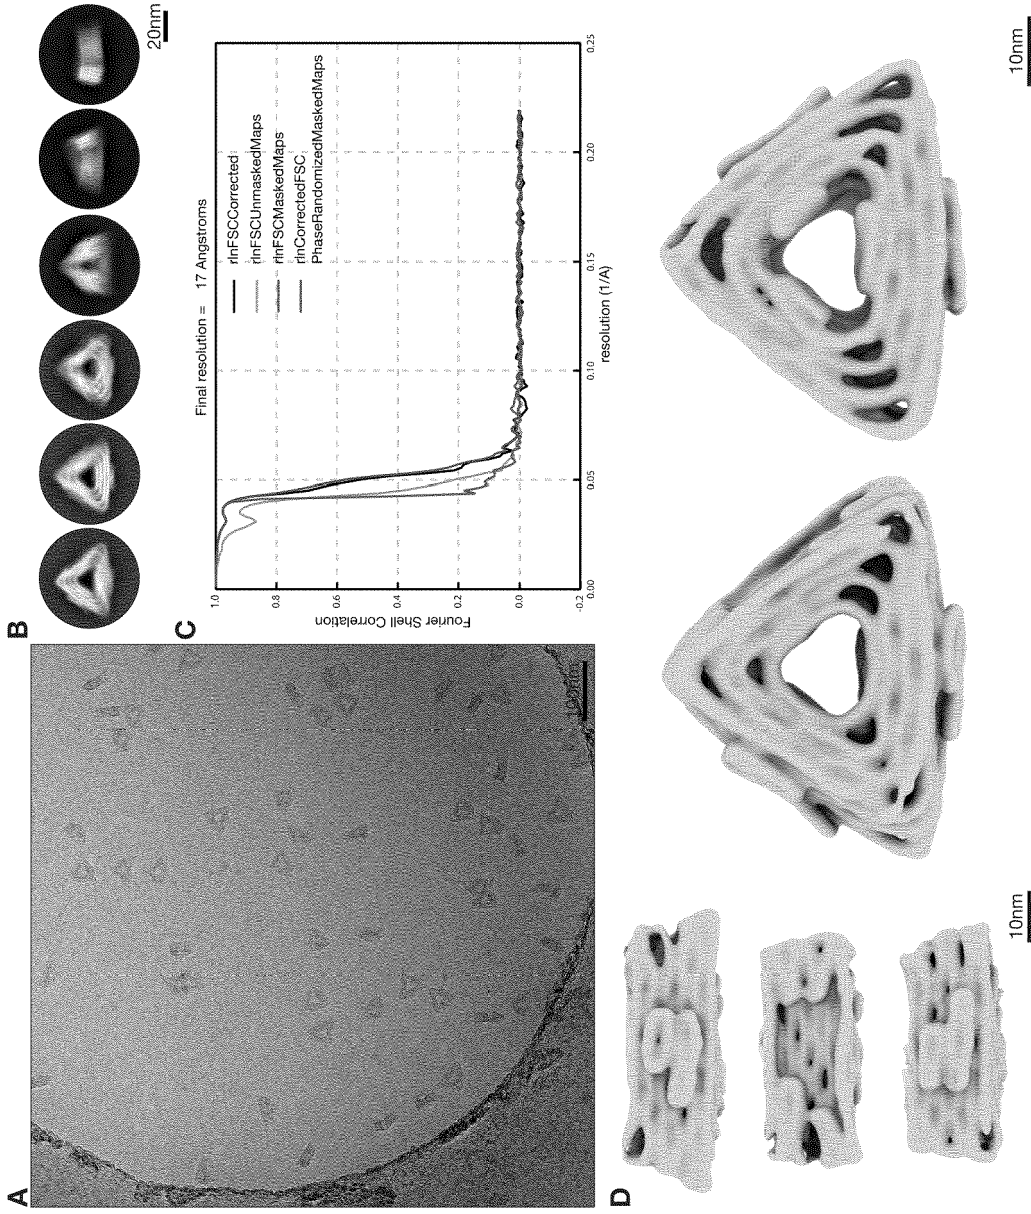 A
100nm
B
20nm
C
Final resolution = 17 Angstroms
rlnFSCCorrected
rlnFSCUnmaskedMaps
rlnFSCMaskedMaps
rlnCorrectedFSC
PhaseRandomizedMaskedMaps
Fourier Shell Correlation
1.0
0.8
0.6
0.4
0.2
0.0
-0.2
0.00
0.05
0.10
0.15
0.20
0.25
resolution (1/A)
D
10nm
10nm